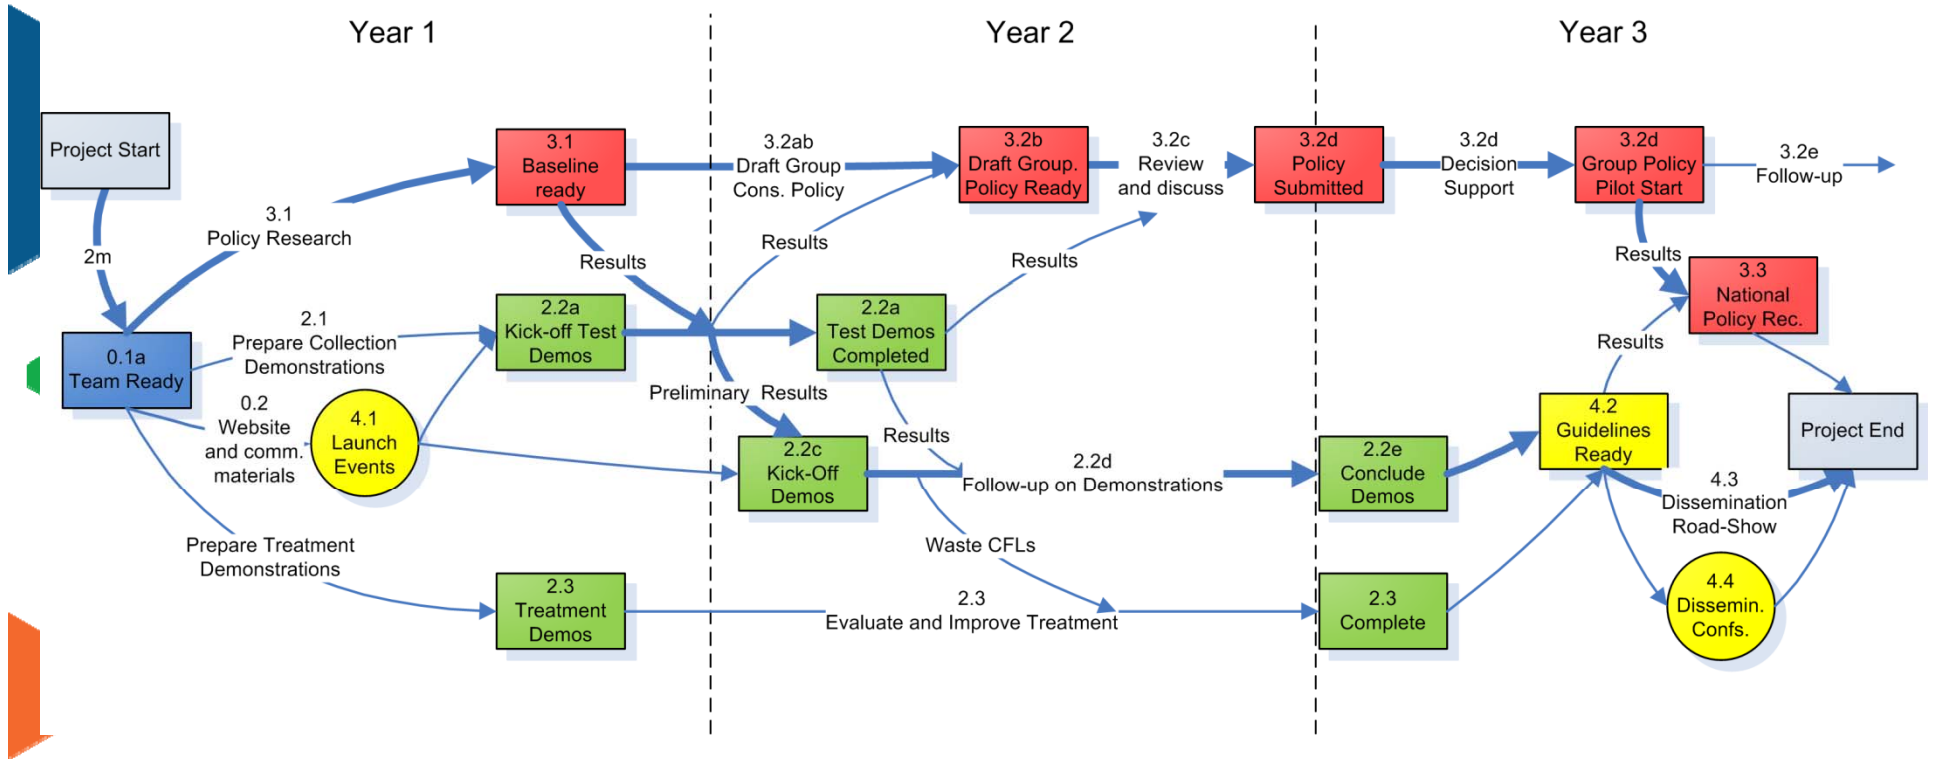 Year 1
Year 2
Year 3
Project Start
2m
0.1a
Team Ready
3.1
Policy Research
2.1
Prepare Collection
Demonstrations
0.2
Website
and comm.
materials
4.1
Launch
Events
Prepare Treatment
Demonstrations
3.1
Baseline
ready
Results
2.2a
Kick-off Test
Demos
2.3
Treatment
Demos
3.2ab
Draft Group
Cons. Policy
Results
Preliminary Results
2.2a
Test Demos
Completed
Results
2.2c
Kick-Off
Demos
Results
2.2d
Follow-up on Demonstrations
Waste CFLs
2.3
Evaluate and Improve Treatment
3.2b
Draft Group.
Policy Ready
3.2c
Review
and discuss
3.2d
Policy
Submitted
3.2d
Decision
Support
3.2d
Group Policy
Pilot Start
3.2e
Follow-up
Results
3.3
National
Policy Rec.
Results
2.2e
Conclude
Demos
4.2
Guidelines
Ready
Project End
4.3
Dissemination
Road-Show
2.3
Complete
4.4
Dissemin.
Confs.